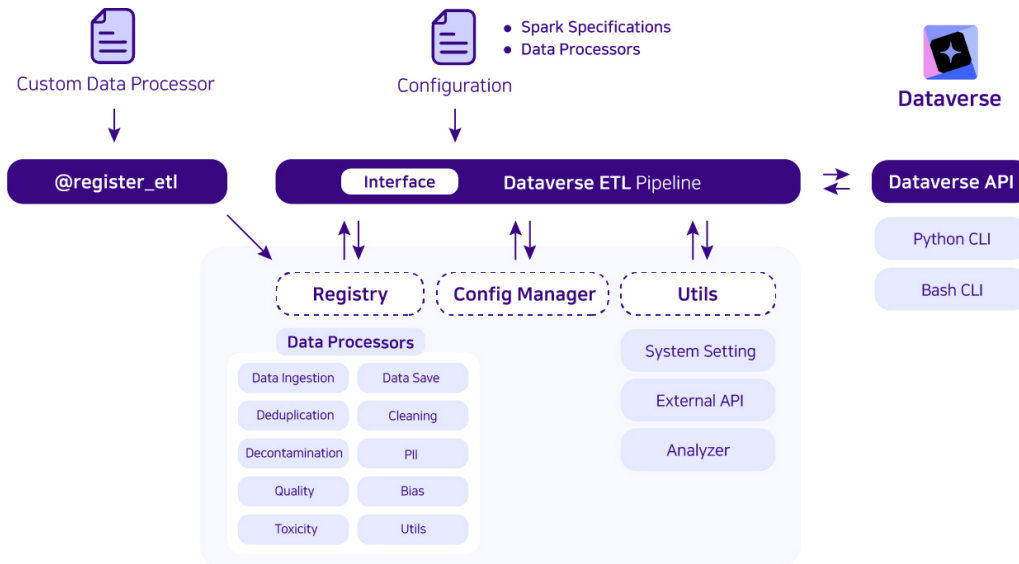 Custom Data Processor
Configuration
Spark Specifications
Data Processors
Dataverse
@register_etl
Interface
Dataverse ETL Pipeline
Dataverse API
Python CLI
Bash CLI
Registry
Config Manager
Utils
Data Processors
Data Ingestion
Data Save
Deduplication
Cleaning
Decontamination
PII
Quality
Bias
Toxicity
Utils
System Setting
External API
Analyzer